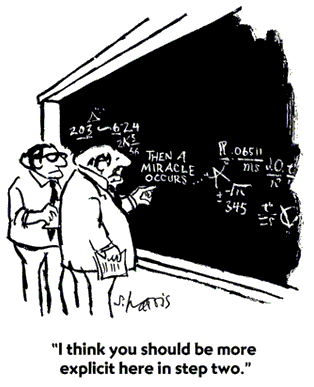 203 – 624
THEN A
MIRACLE
OCCURS...
.06511
345
S. Harris
"I think you should be more
explicit here in step two."